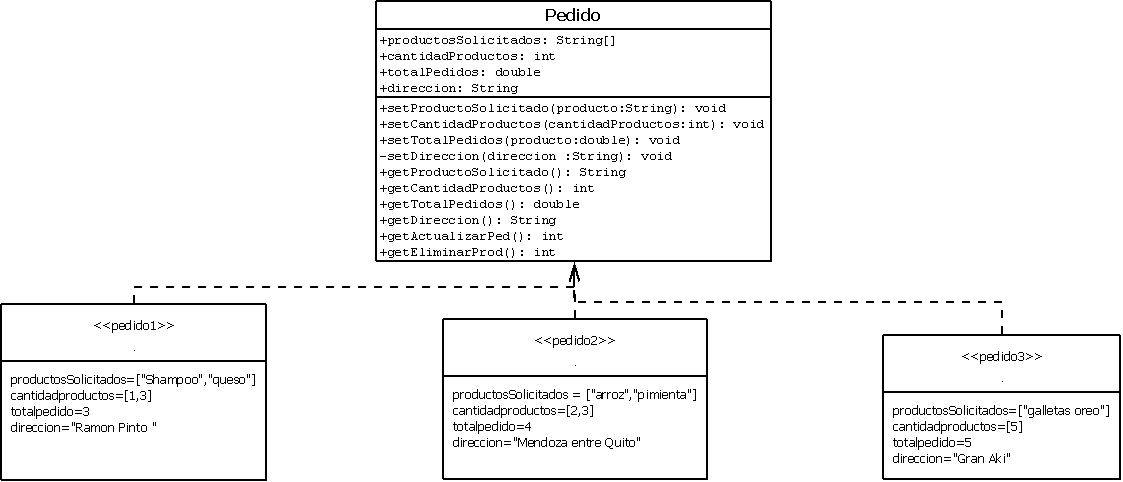 Pedido
+productosSolicitados: String[]
+cantidadProductos: int
+totalPedidos: double
+direccion: String
+setProductoSolicitado(producto:String): void
+setCantidadProductos(cantidadProductos:int): void
+setTotalPedidos(producto:double): void
-setDireccion(direccion :String): void
+getProductoSolicitado(): String
+getCantidadProductos(): int
+getTotalPedidos(): double
+getDireccion(): String
+getActualizarPed(): int
+getEliminarProd(): int
<<pedido1>>
.
productosSolicitados=["Shampoo","queso"]
cantidadproductos=[1,3]
totalpedido=3
direccion="Ramon Pinto "
<<pedido2>>
.
productosSolicitados = ["arroz","pimienta"]
cantidadproductos=[2,3]
totalpedido=4
direccion="Mendoza entre Quito"
<<pedido3>>
.
productosSolicitados=["galletas oreo"]
cantidadproductos=[5]
totalpedido=5
direccion="Gran Aki"